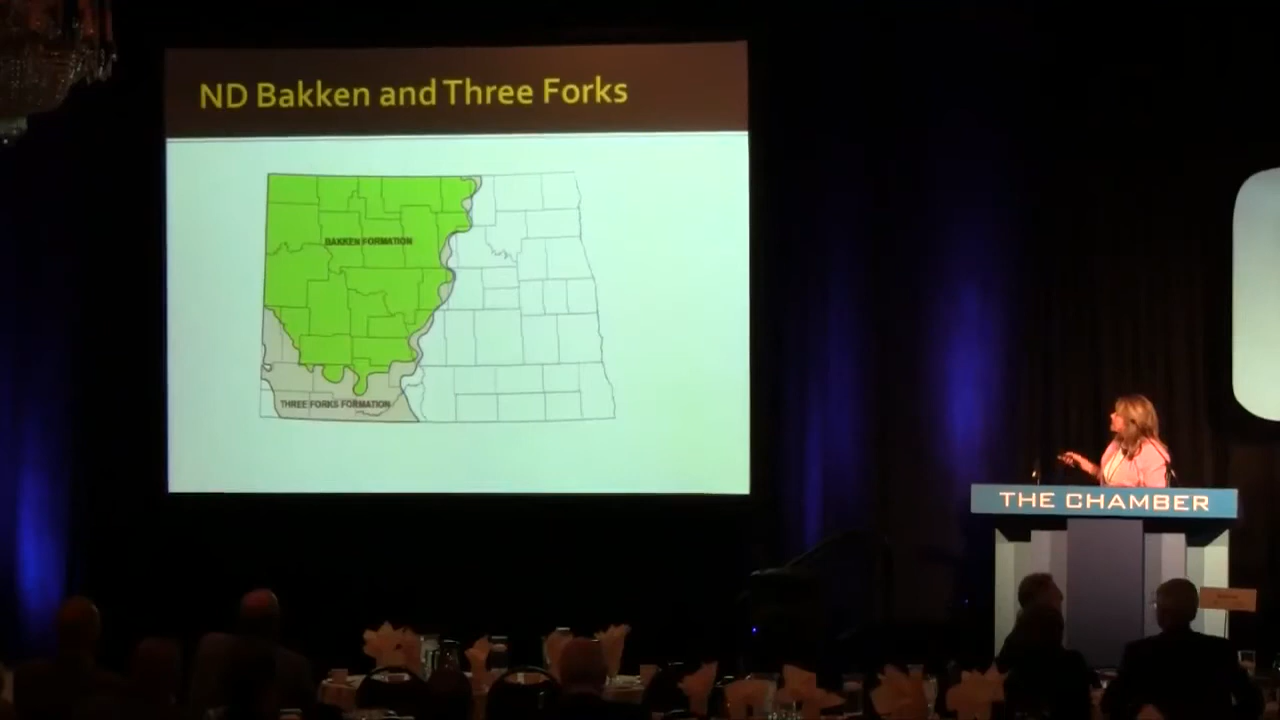 ND Bakken and Three Forks
BAKKEN FORMATION
THREE FORKS FORMATION
THE CHAMBER